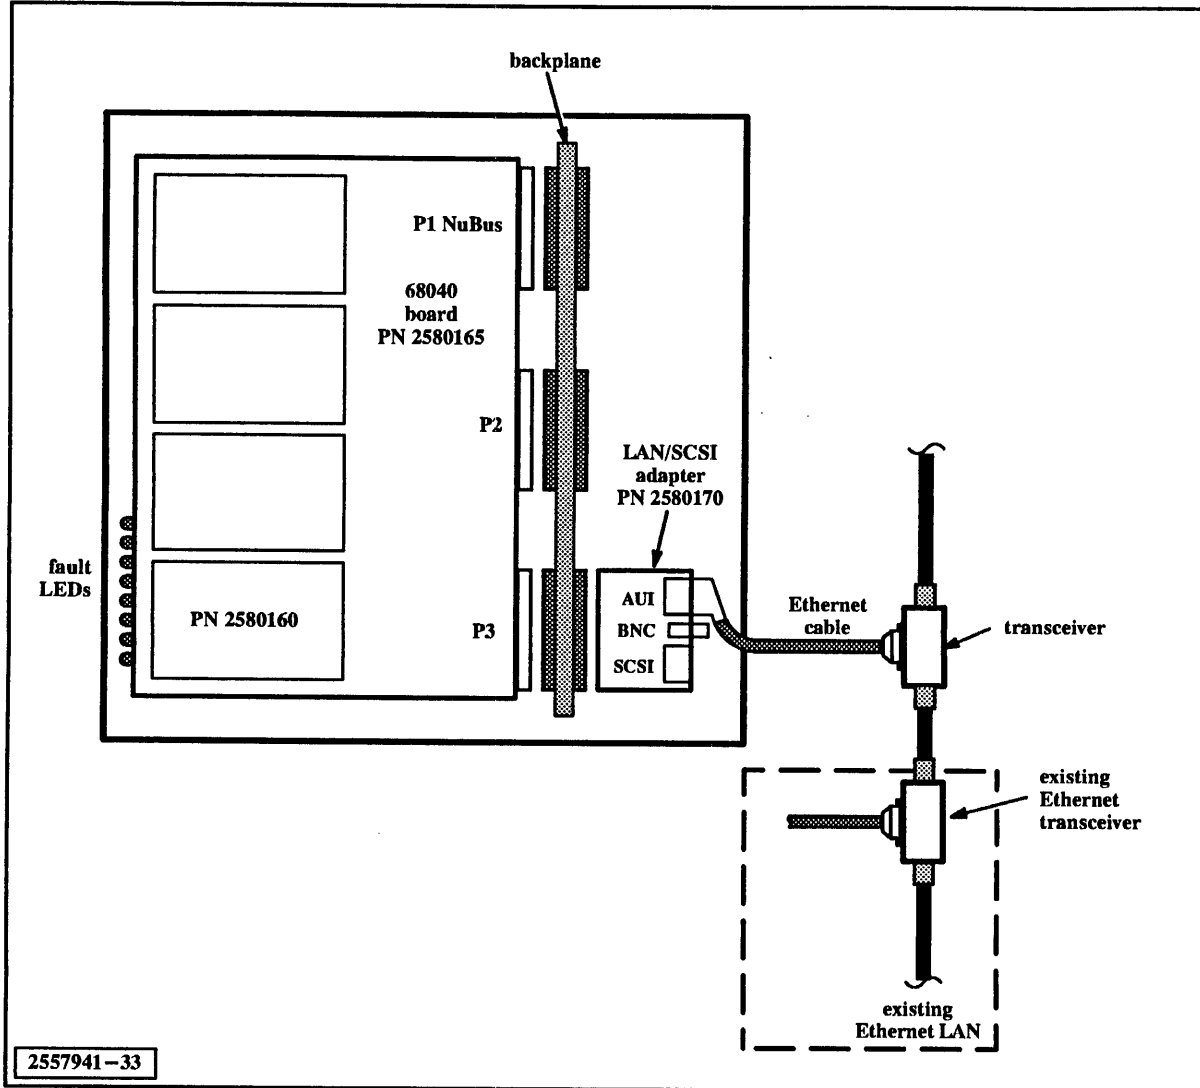 backplane
P1 NuBus
68040
board
PN 2580165
P2
LAN/SCSI
adapter
PN 2580170
fault
LEDs
PN 2580160
P3
AUI
BNC
SCSI
Ethernet
cable
transceiver
existing
Ethernet
transceiver
existing
Ethernet LAN
2557941-33